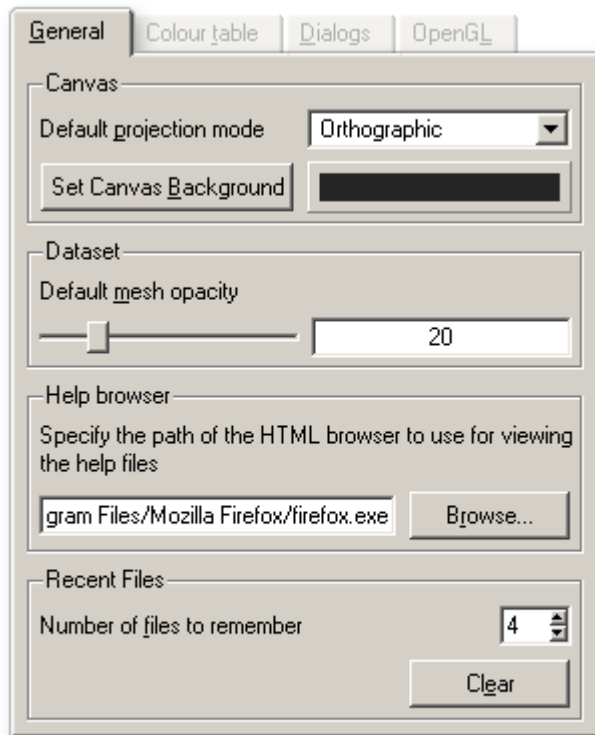 General
Colour table
Dialogs
OpenGL
Canvas
Default projection mode
Orthographic
Set Canvas Background
Dataset
Default mesh opacity
20
Help browser
Specify the path of the HTML browser to use for viewing
the help files
gram Files/Mozilla Firefox/firefox.exe
Browse...
Recent Files
Number of files to remember
4
Clear